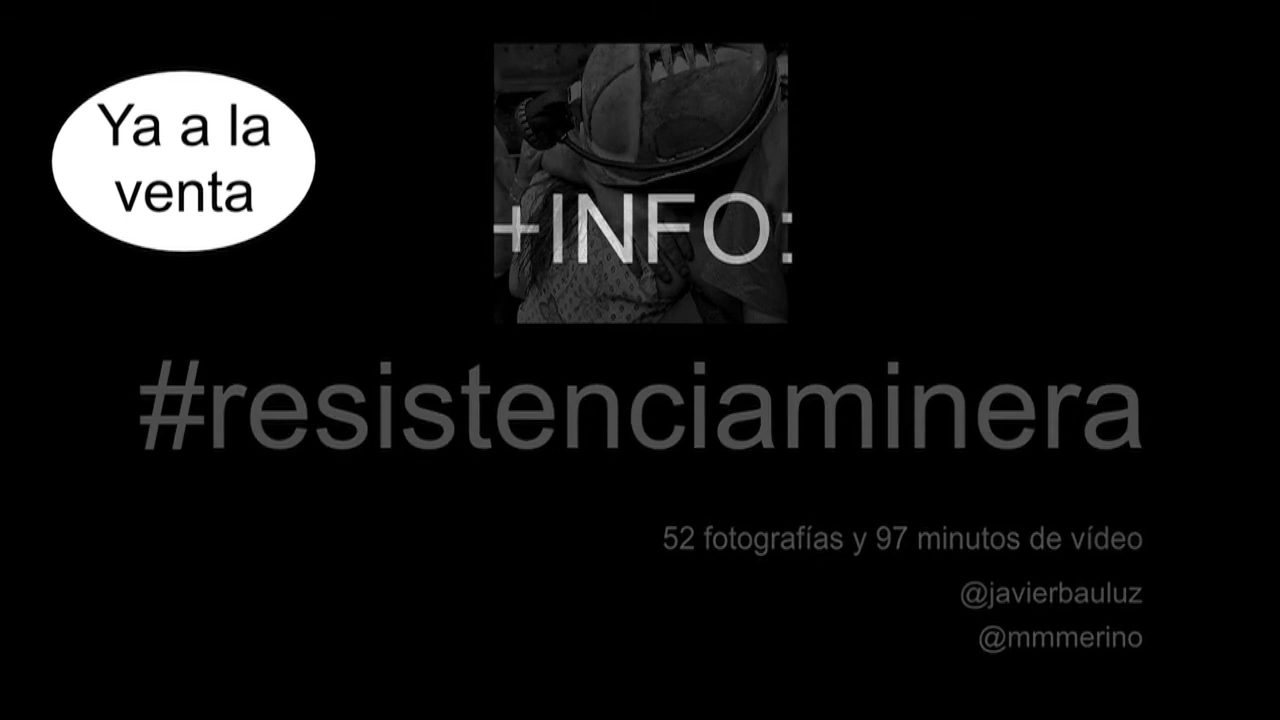 Ya a la
venta
+INFO:
#resistenciaminera
52 fotografías y 97 minutos de vídeo
@javierbauluz
@mmmerino